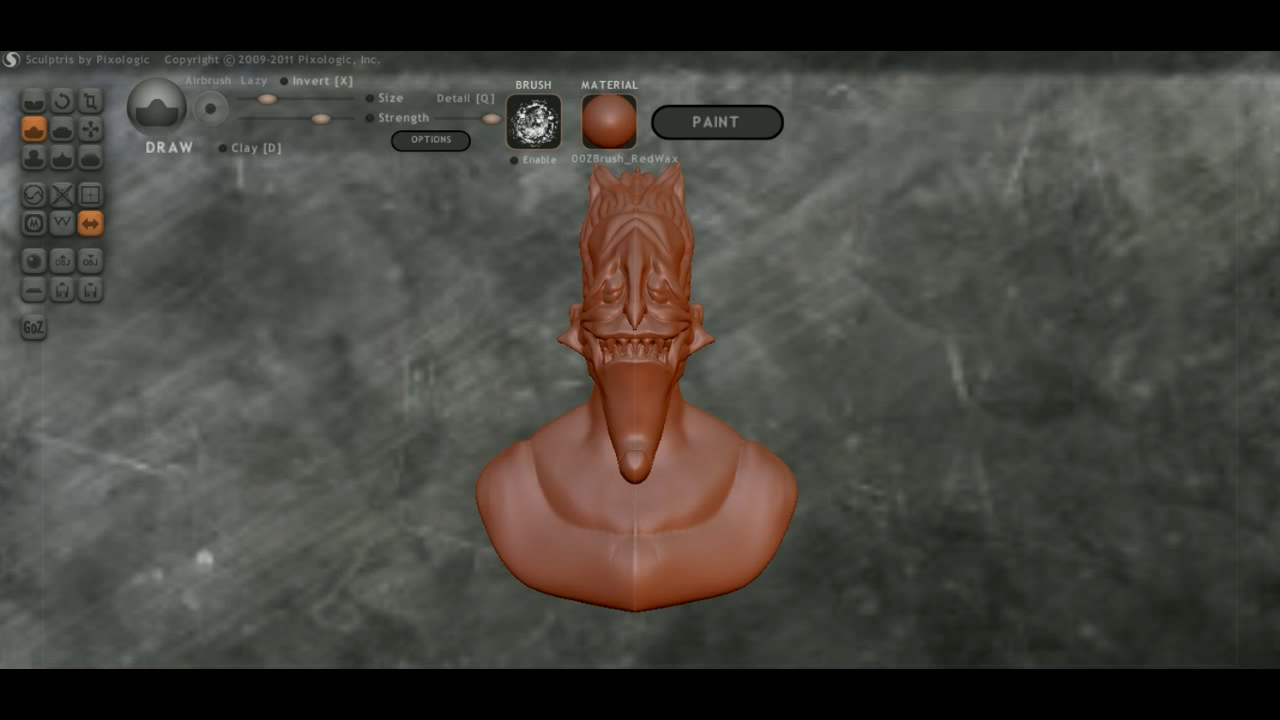 Sculptris by Pixologic Copyright © 2009-2011 Pixologic, Inc.
Airbrush Lazy Invert [X]
BRUSH MATERIAL
Size Detail [Q]
Strength
PAINT
OPTIONS
DRAW Clay [D]
Enable 00ZBrush_RedWax
GoZ